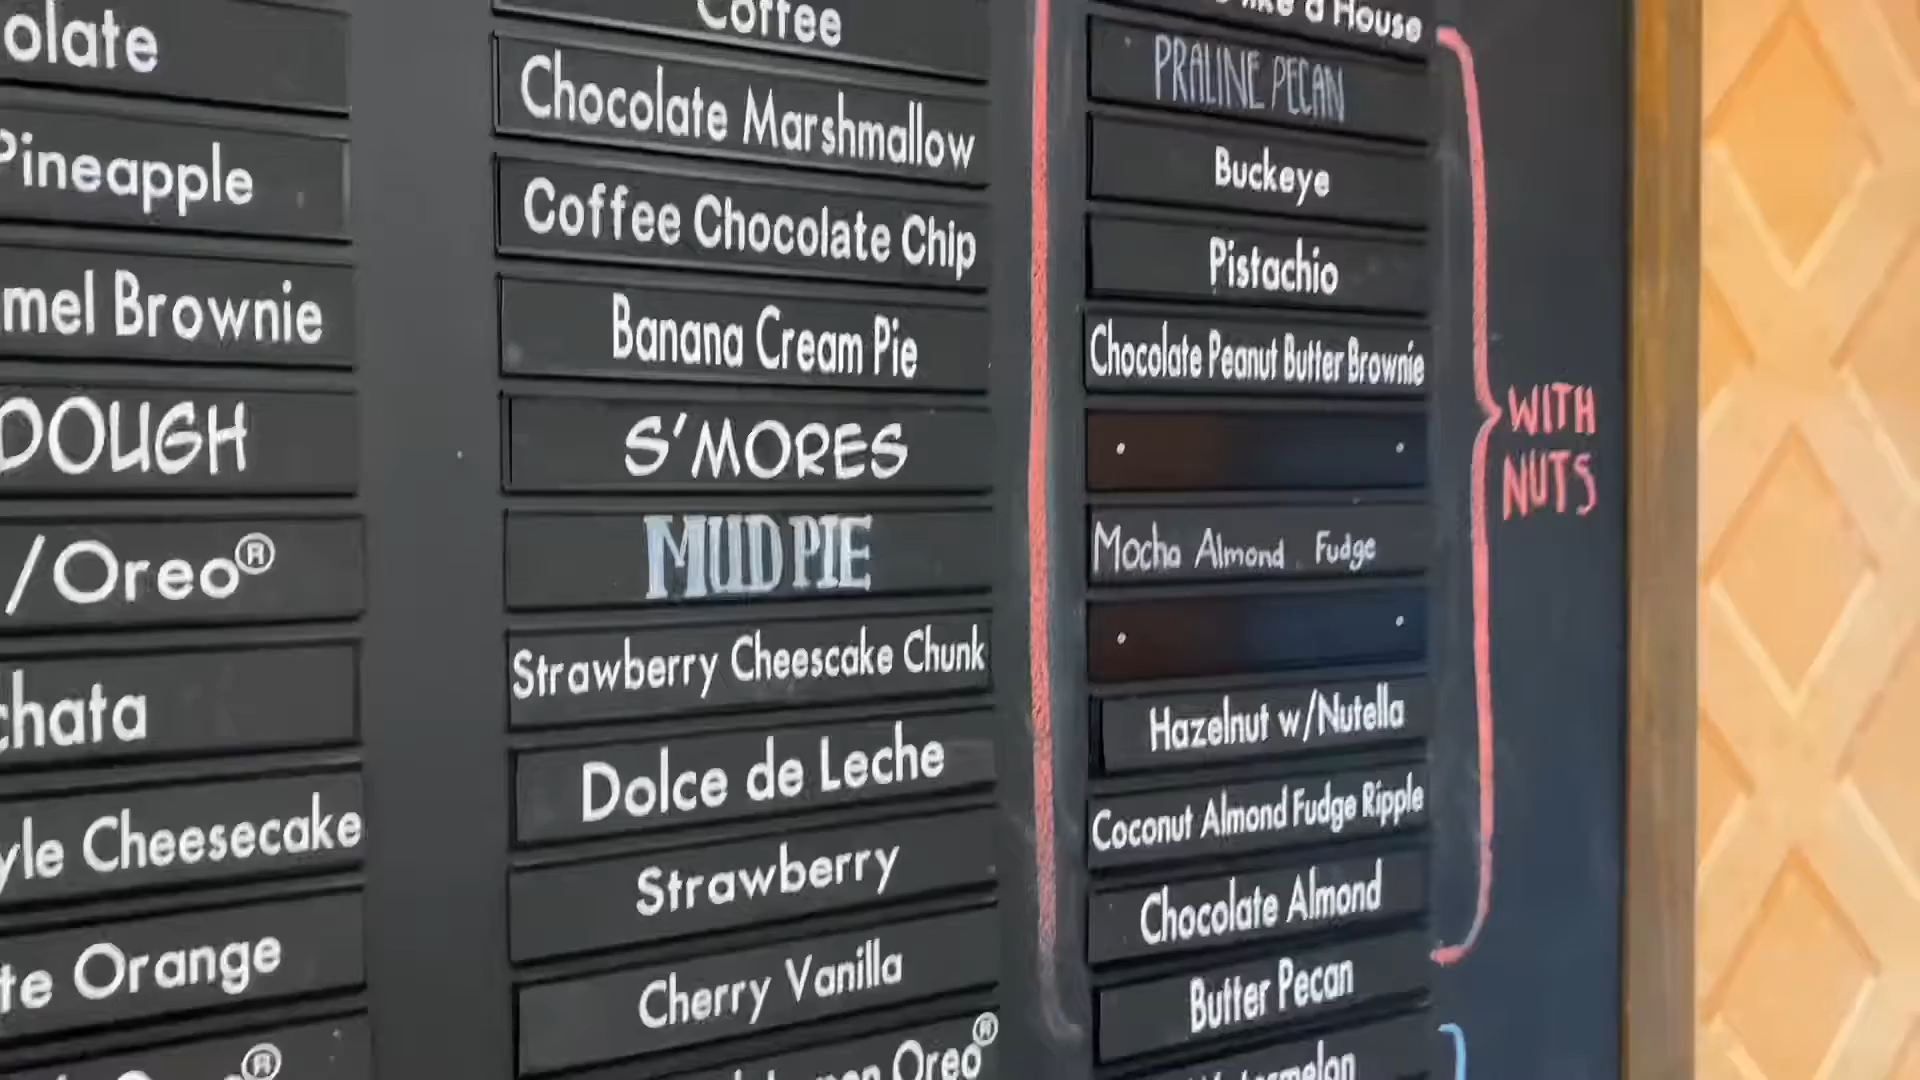 olate
Pineapple
mel Brownie
DOUGH
/Oreo®
chata
yle Cheesecake
te Orange
®
Coffee
Chocolate Marshmallow
Coffee Chocolate Chip
Banana Cream Pie
S'MORES
MUD PIE
Strawberry Cheescake Chunk
Dolce de Leche
Strawberry
Cherry Vanilla
Oreo®
like a House
PRALINE PECAN
Buckeye
Pistachio
Chocolate Peanut Butter Brownie
Mocha Almond Fudge
Hazelnut w/Nutella
Coconut Almond Fudge Ripple
Chocolate Almond
Butter Pecan
Watermelon
WITH
NUTS